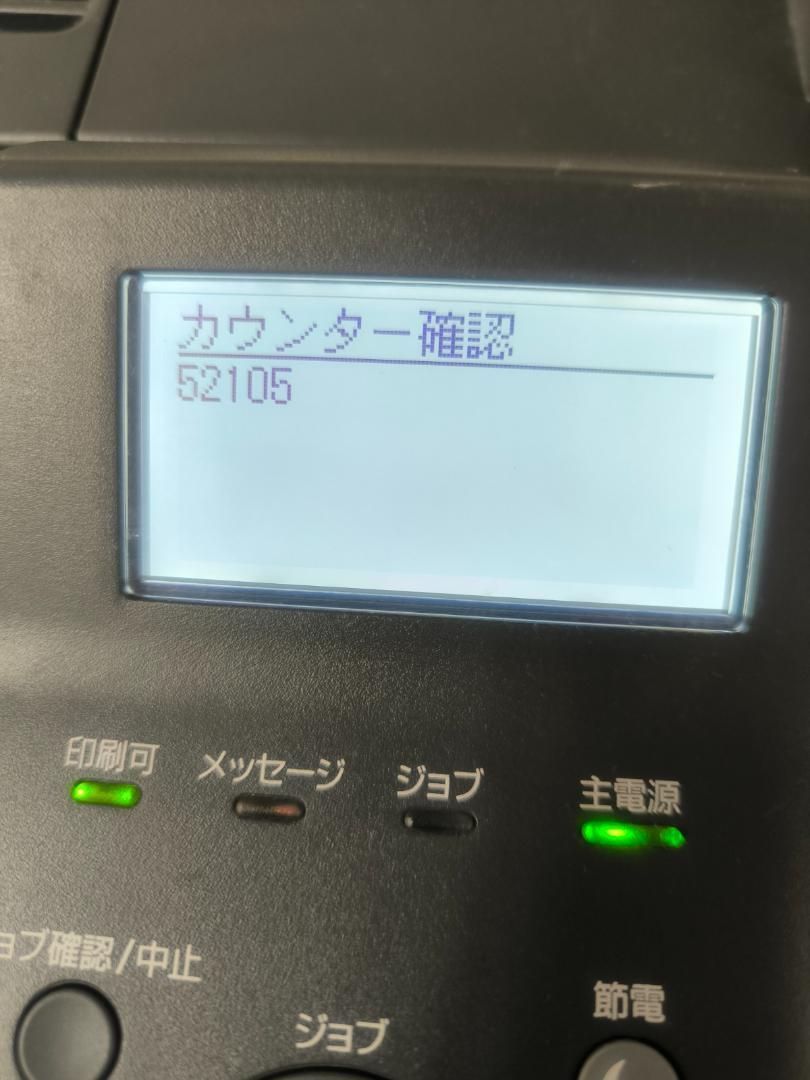 カウンター確認
52105
印刷可
メッセージ
ジョブ
主電源
ョブ確認/中止
ジョブ
節電